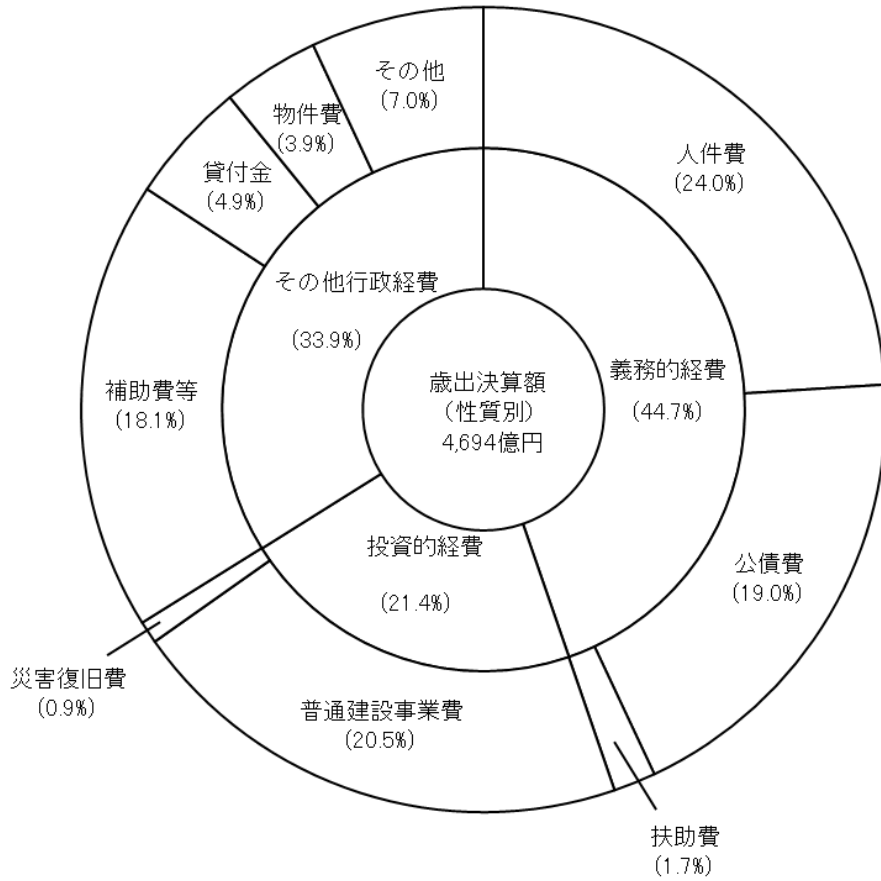 歳出決算額
（性質別）
4,694億円
義務的経費
(44.7%)
投資的経費
(21.4%)
その他行政経費
(33.9%)
人件費
(24.0%)
公債費
(19.0%)
扶助費
(1.7%)
普通建設事業費
(20.5%)
災害復旧費
(0.9%)
補助費等
(18.1%)
貸付金
(4.9%)
物件費
(3.9%)
その他
(7.0%)